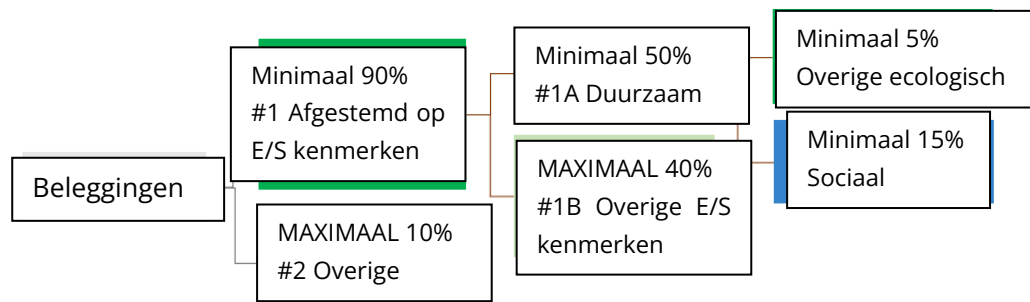 Beleggingen
Minimaal 90%
#1 Afgestemd op
E/S kenmerken
MAXIMAAL 10%
#2 Overige
Minimaal 50%
#1A Duurzaam
MAXIMAAL 40%
#1B Overige E/S
kenmerken
Minimaal 5%
Overige ecologisch
Minimaal 15%
Sociaal